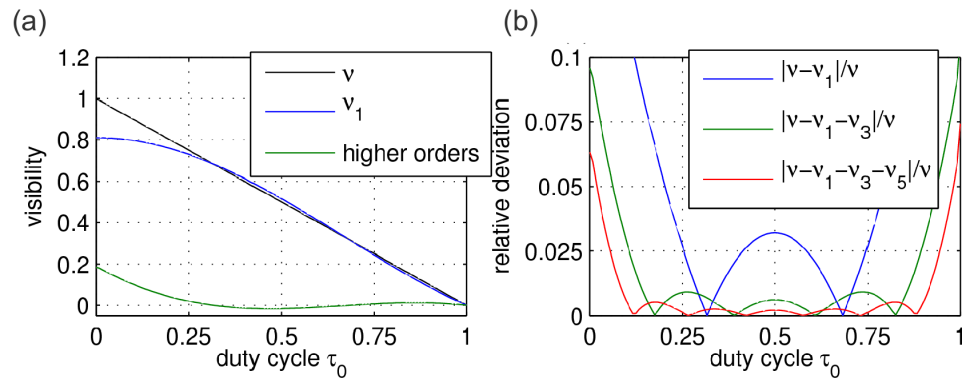 (a)
1.2
1
0.8
0.6
0.4
0.2
0
visibility
ν
ν1
higher orders
0 0.25 0.5 0.75 1
duty cycle τ0
(b)
0.1
0.075
0.05
0.025
0
relative deviation
|ν−ν1|/ν
|ν−ν1−ν3|/ν
|ν−ν1−ν3−ν5|/ν
0 0.25 0.5 0.75 1
duty cycle τ0